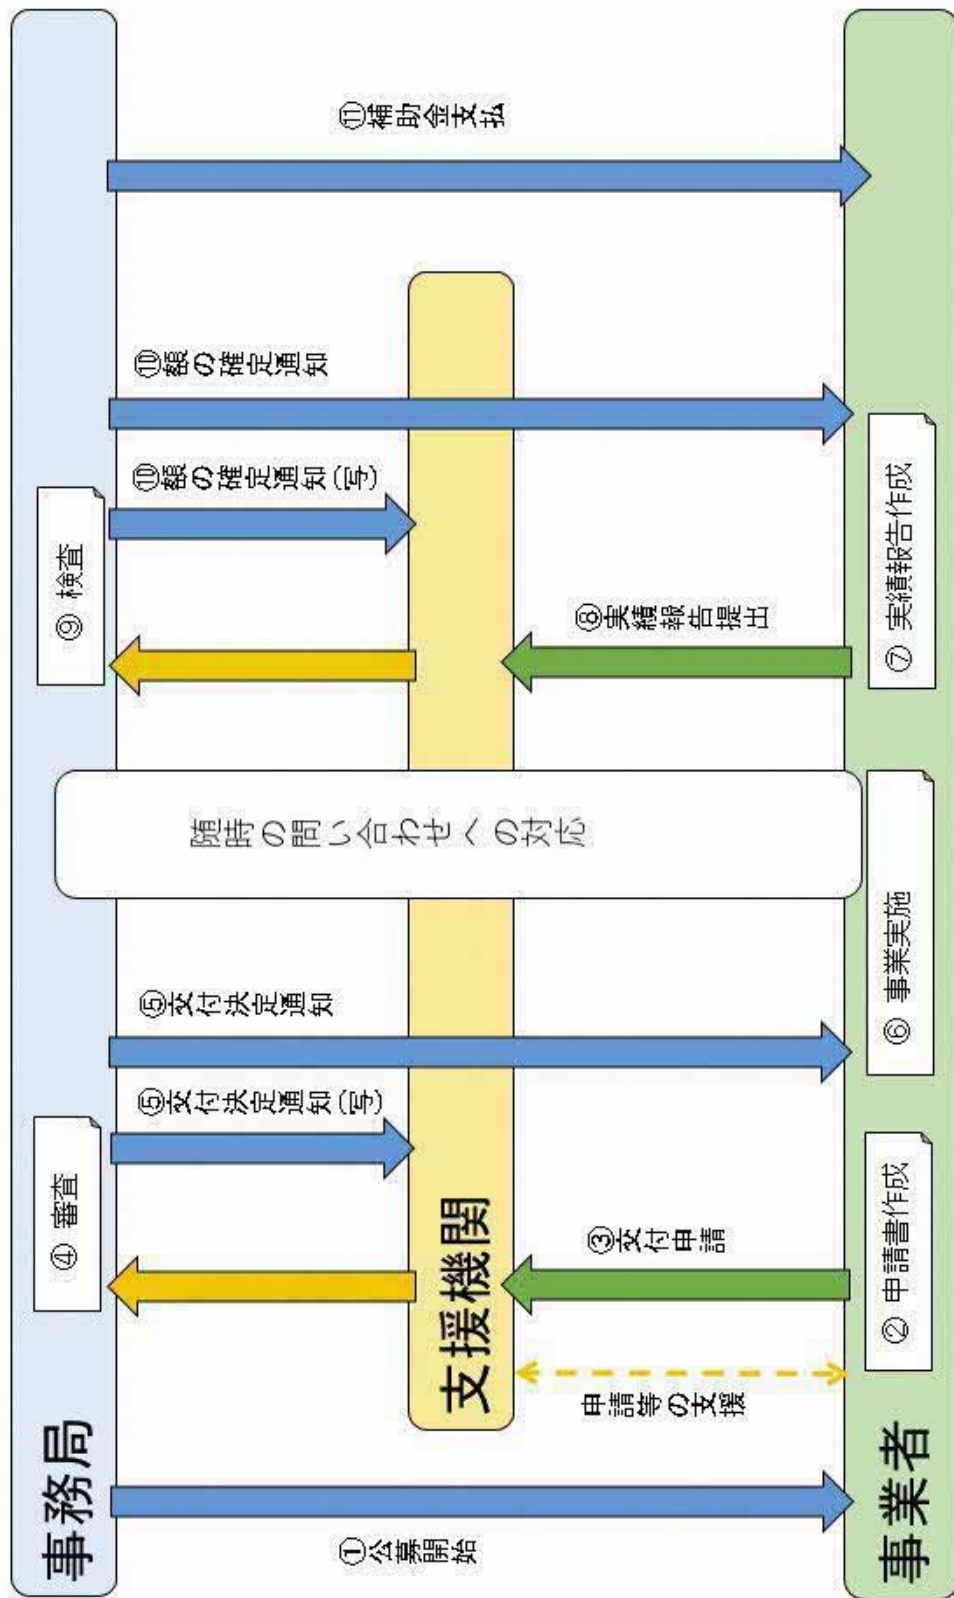 事務局
支援機関
事業者
①公募開始
申請等の支援
② 申請書作成
③交付申請
④ 審査
⑤交付決定通知(写)
⑤交付決定通知
⑥ 事業実施
随時の問い合わせへの対応
⑦ 実績報告作成
⑧実績報告提出
⑨ 検査
⑩額の確定通知(写)
⑩額の確定通知
⑪補助金支払